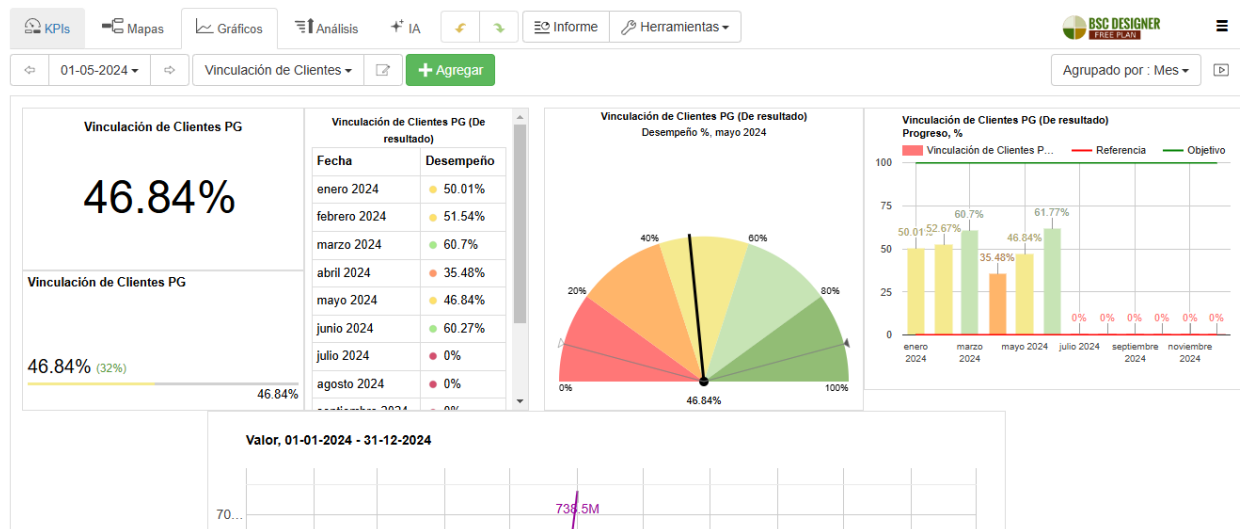 KPIs
Mapas
Gráficos
Análisis
IA
Informe
Herramientas
BSC DESIGNER
FREE PLAN
01-05-2024
Vinculación de Clientes
Agregar
Agrupado por : Mes
Vinculación de Clientes PG
46.84%
Vinculación de Clientes PG
46.84% (32%)
46.84%
Vinculación de Clientes PG (De
resultado)
Fecha Desempeño
enero 2024 50.01%
febrero 2024 51.54%
marzo 2024 60.7%
abril 2024 35.48%
mayo 2024 46.84%
junio 2024 60.27%
julio 2024 0%
agosto 2024 0%
septiembre 2024 0%
Vinculación de Clientes PG (De resultado)
Desempeño %, mayo 2024
40% 60%
20% 80%
0% 100%
46.84%
Vinculación de Clientes PG (De resultado)
Progreso, %
Vinculación de Clientes P... Referencia Objetivo
100
75
60.7% 61.77%
50.01% 52.67% 46.84%
50
35.48%
25
0% 0% 0% 0% 0% 0%
0
enero marzo mayo 2024 julio 2024 septiembre noviembre
2024 2024 2024 2024
Valor, 01-01-2024 - 31-12-2024
738.5M
70...